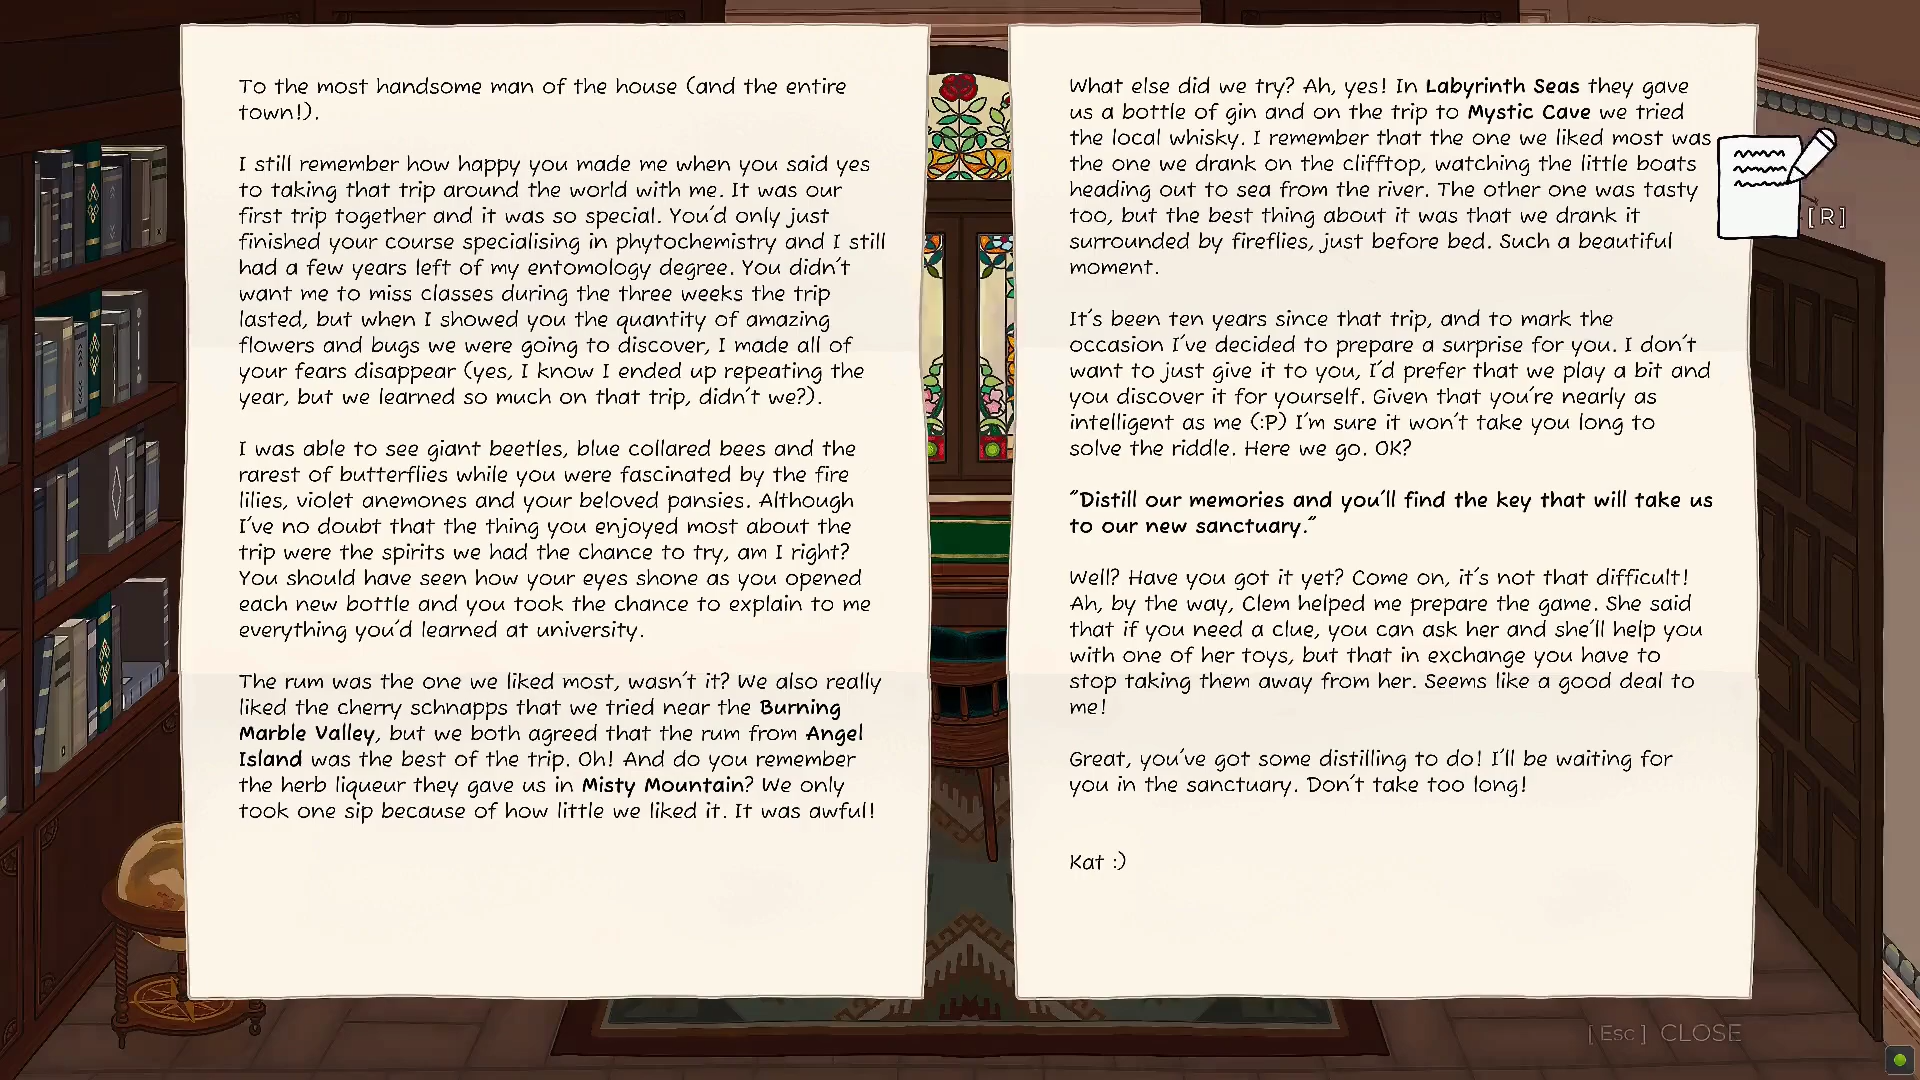 To the most handsome man of the house (and the entire
town!).
I still remember how happy you made me when you said yes
to taking that trip around the world with me. It was our
first trip together and it was so special. You'd only just
finished your course specialising in phytochemistry and I still
had a few years left of my entomology degree. You didn't
want me to miss classes during the three weeks the trip
lasted, but when I showed you the quantity of amazing
flowers and bugs we were going to discover, I made all of
your fears disappear (yes, I know I ended up repeating the
year, but we learned so much on that trip, didn't we?).
I was able to see giant beetles, blue collared bees and the
rarest of butterflies while you were fascinated by the fire
lilies, violet anemones and your beloved pansies. Although
I've no doubt that the thing you enjoyed most about the
trip were the spirits we had the chance to try, am I right?
You should have seen how your eyes shone as you opened
each new bottle and you took the chance to explain to me
everything you'd learned at university.
The rum was the one we liked most, wasn't it? We also really
liked the cherry schnapps that we tried near the Burning
Marble Valley, but we both agreed that the rum from Angel
Island was the best of the trip. Oh! And do you remember
the herb liqueur they gave us in Misty Mountain? We only
took one sip because of how little we liked it. It was awful!
What else did we try? Ah, yes! In Labyrinth Seas they gave
us a bottle of gin and on the trip to Mystic Cave we tried
the local whisky. I remember that the one we liked most was
the one we drank on the clifftop, watching the little boats
heading out to sea from the river. The other one was tasty
too, but the best thing about it was that we drank it
surrounded by fireflies, just before bed. Such a beautiful
moment.
It's been ten years since that trip, and to mark the
occasion I've decided to prepare a surprise for you. I don't
want to just give it to you, I'd prefer that we play a bit and
you discover it for yourself. Given that you're nearly as
intelligent as me (:P) I'm sure it won't take you long to
solve the riddle. Here we go. OK?
"Distill our memories and you'll find the key that will take us
to our new sanctuary."
Well? Have you got it yet? Come on, it's not that difficult!
Ah, by the way, Clem helped me prepare the game. She said
that if you need a clue, you can ask her and she'll help you
with one of her toys, but that in exchange you have to
stop taking them away from her. Seems like a good deal to
me!
Great, you've got some distilling to do! I'll be waiting for
you in the sanctuary. Don't take too long!
Kat :)
[R]
[Esc] CLOSE